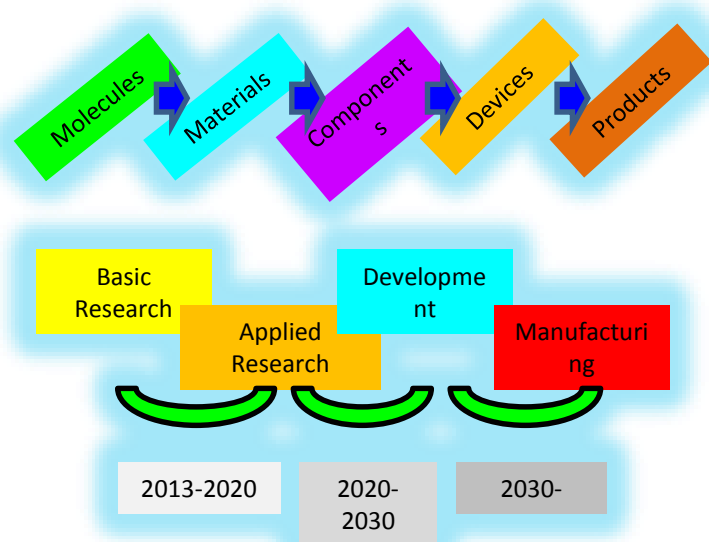 Molecules
Materials
Component
s
Devices
Products
Basic
Research
Applied
Research
Developme
nt
Manufacturi
ng
2013-2020
2020-
2030
2030-